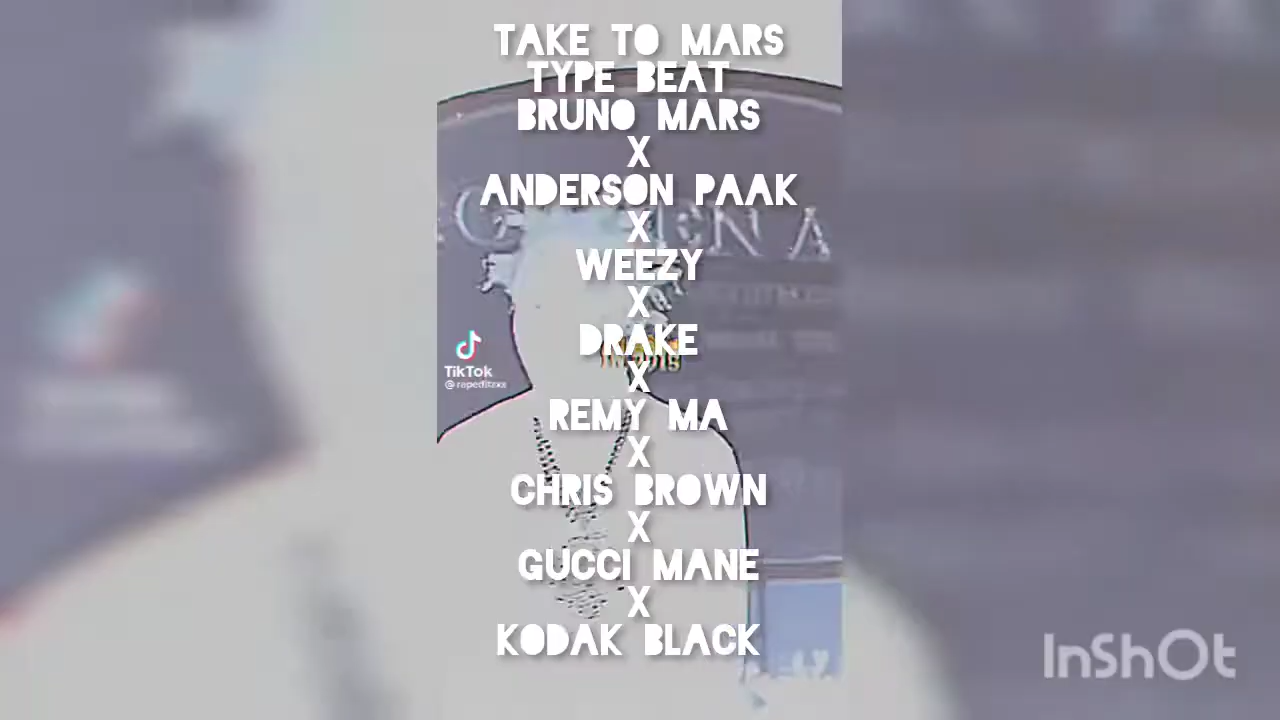 TAKE TO MARS
TYPE BEAT
BRUNO MARS
X
ANDERSON PAAK
X
WEEZY
X
DRAKE
X
REMY MA
X
CHRIS BROWN
X
GUCCI MANE
X
KODAK BLACK
TikTok
@rapeditzxx
InShOt